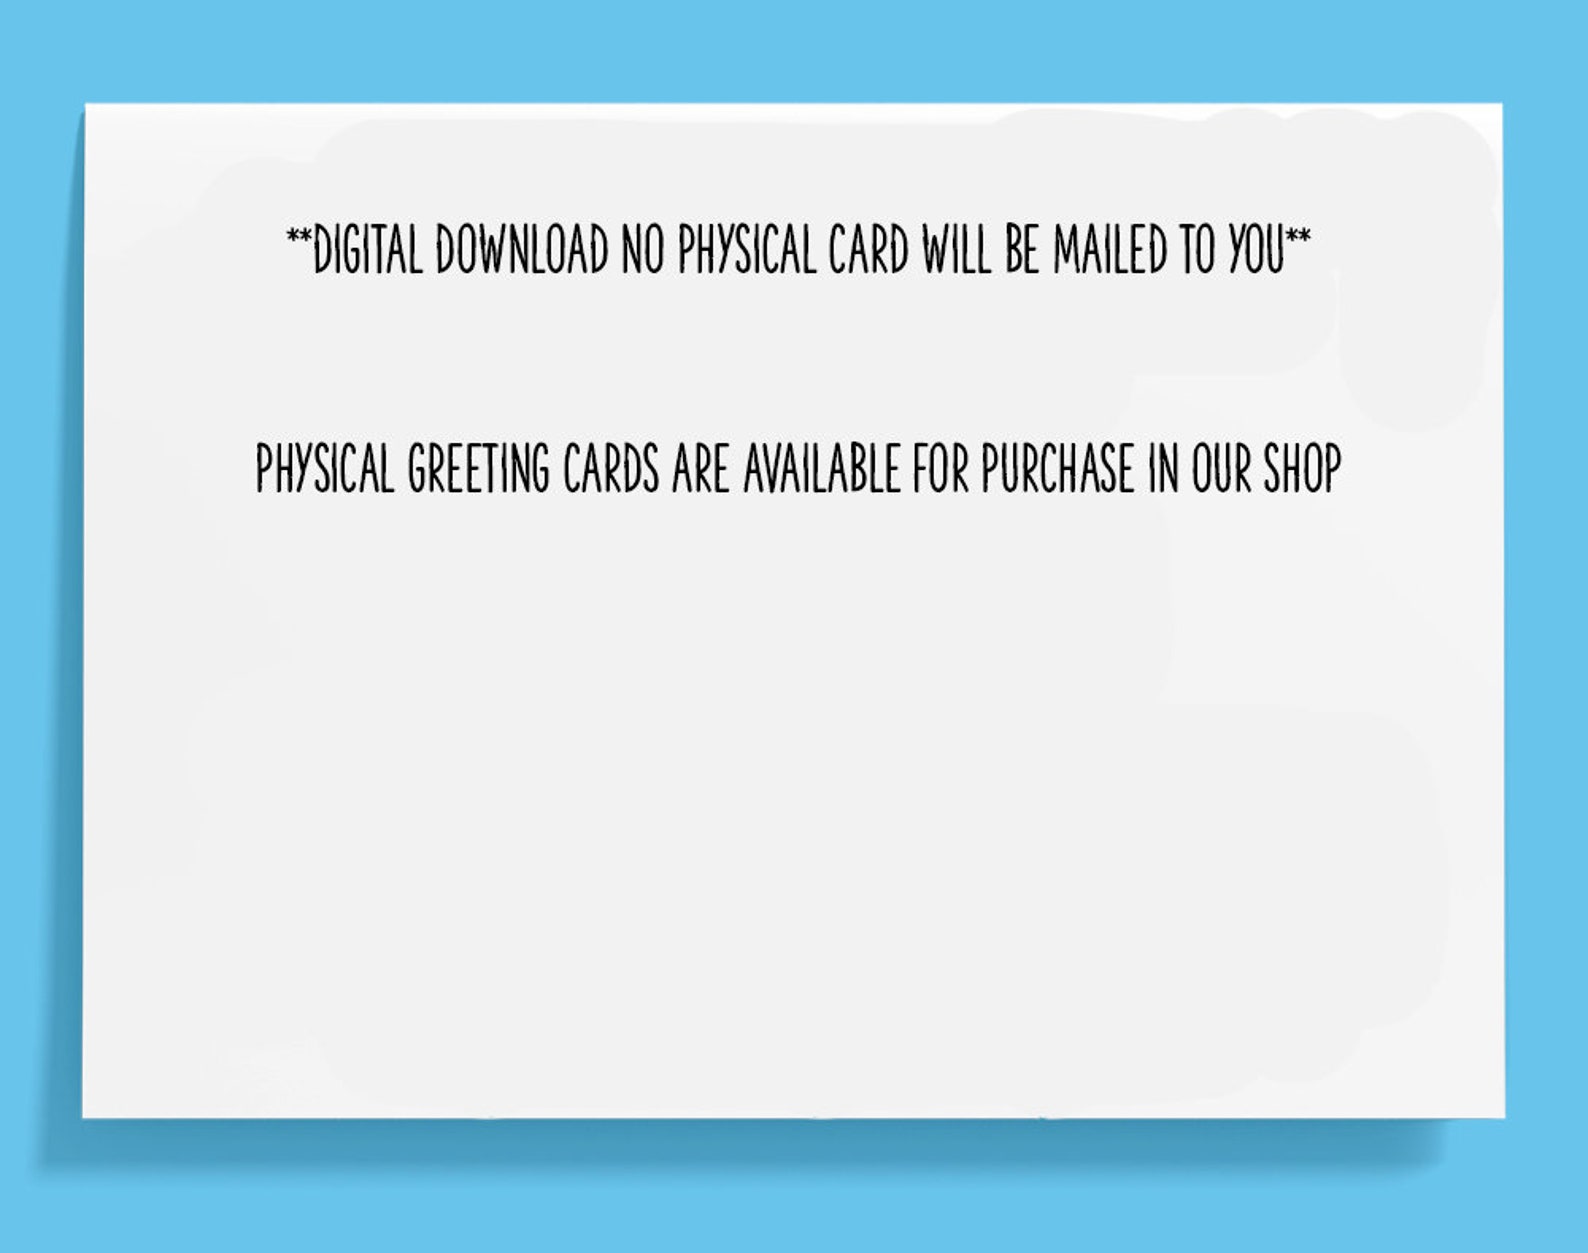 **DIGITAL DOWNLOAD NO PHYSICAL CARD WILL BE MAILED TO YOU**
PHYSICAL GREETING CARDS ARE AVAILABLE FOR PURCHASE IN OUR SHOP